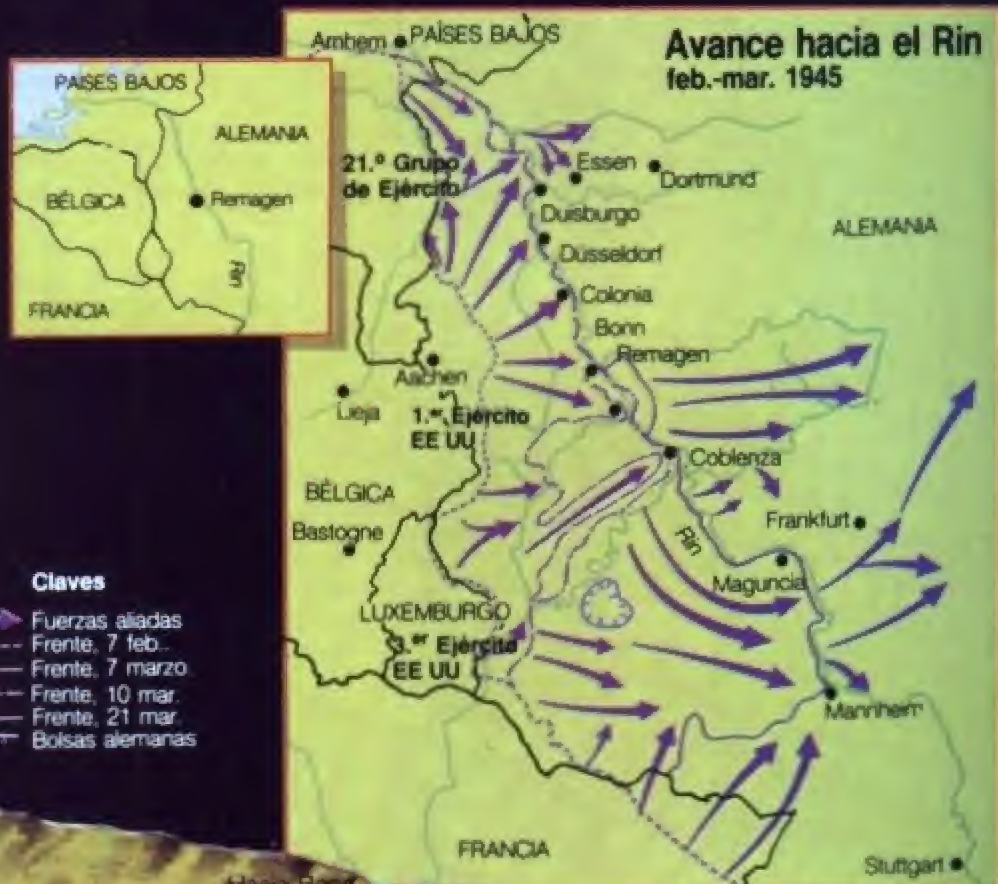 Avance hacia el Rin
feb.-mar. 1945
PAÍSES BAJOS
ALEMANIA
BÉLGICA
Remagen
Rin
FRANCIA
Arnhem
PAÍSES BAJOS
21.º Grupo
de Ejército
Essen
Dortmund
Duisburgo
ALEMANIA
Düsseldorf
Colonia
Bonn
Remagen
Aachen
Lieja
1.er Ejército
EE UU
Coblenza
BÉLGICA
Bastogne
Frankfurt
Rin
Maguncia
LUXEMBURGO
3.er Ejército
EE UU
Mannheim
FRANCIA
Stuttgart
Claves
Fuerzas aliadas
Frente, 7 feb.
Frente, 7 marzo
Frente, 10 mar.
Frente, 21 mar.
Bolsas alemanas